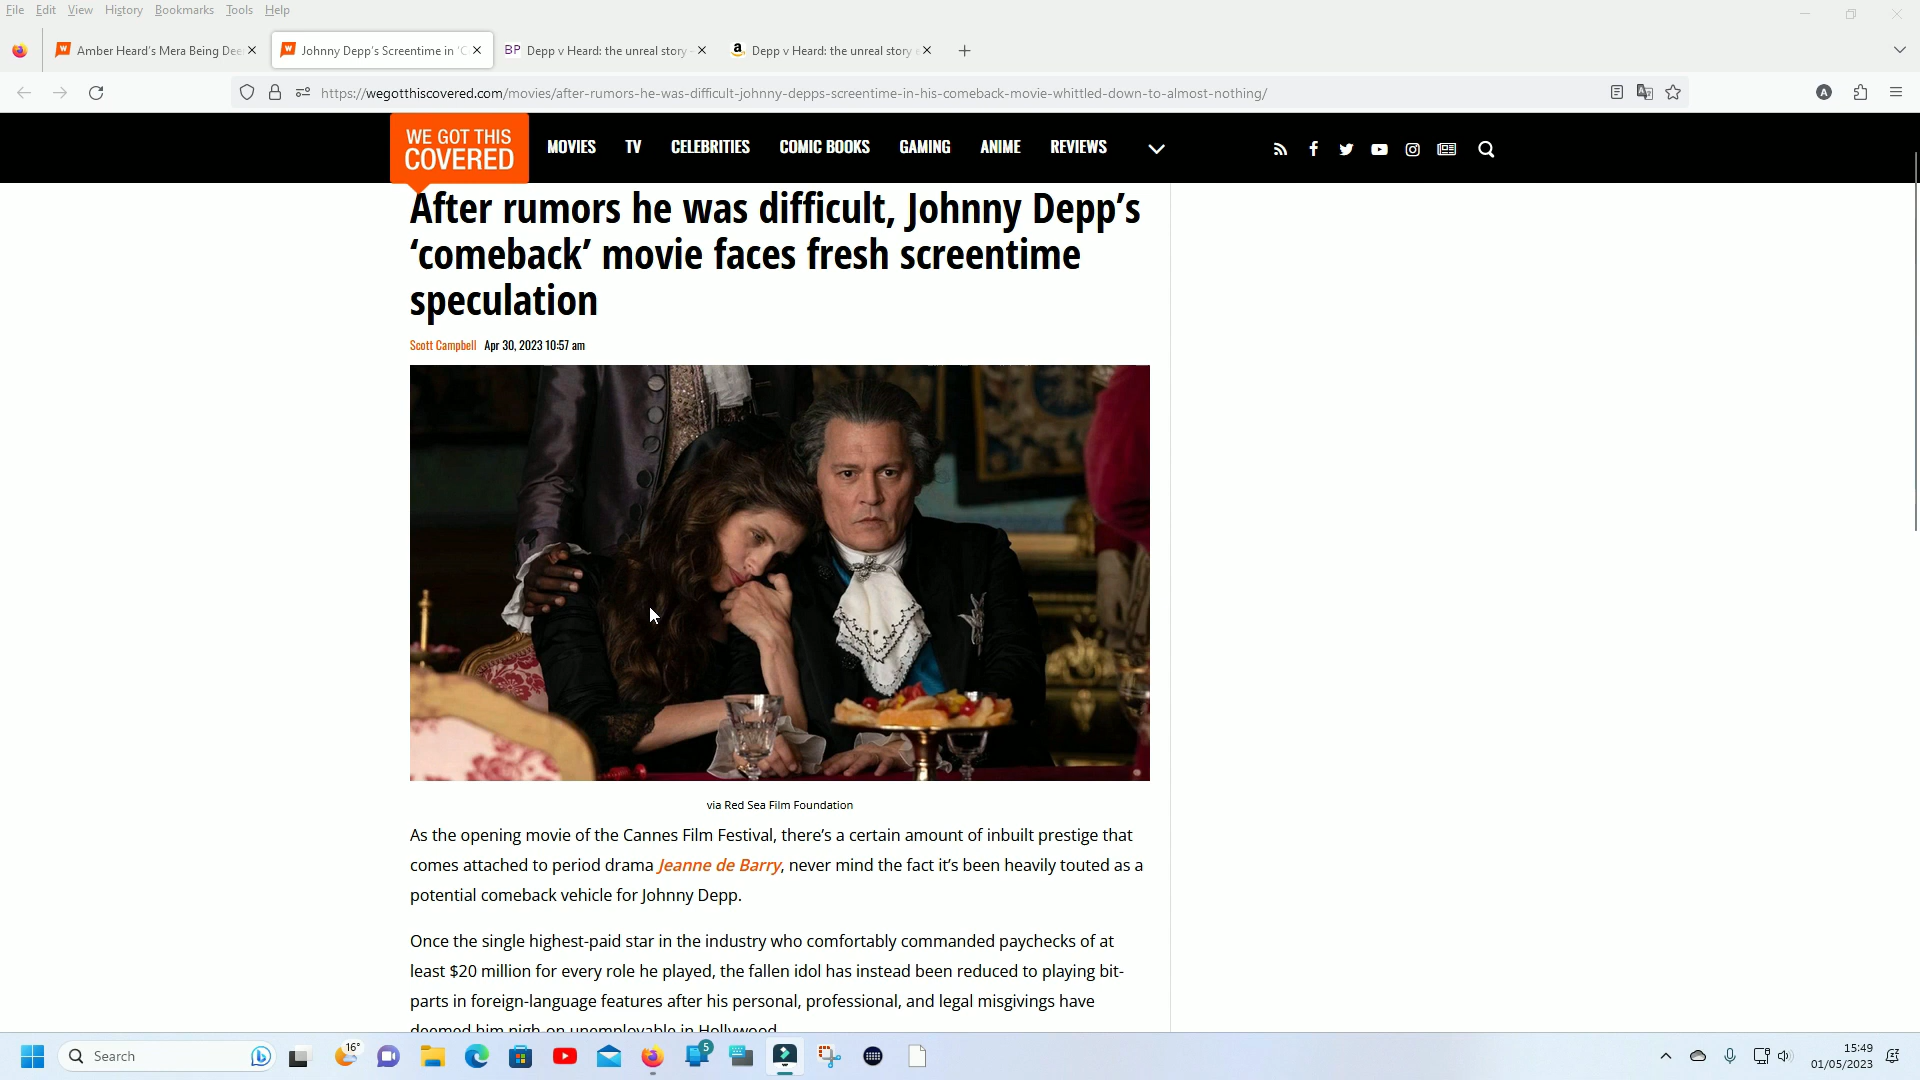 File Edit View History Bookmarks Tools Help
Amber Heard's Mera Being Dee
Johnny Depp's Screentime in 'C
BP Depp v Heard: the unreal story -
Depp v Heard: the unreal story
https://wegotthiscovered.com/movies/after-rumors-he-was-difficult-johnny-depps-screentime-in-his-comeback-movie-whittled-down-to-almost-nothing/
A
WE GOT THIS
COVERED
MOVIES TV CELEBRITIES COMIC BOOKS GAMING ANIME REVIEWS
After rumors he was difficult, Johnny Depp's
‘comeback’ movie faces fresh screentime
speculation
Scott Campbell Apr 30, 2023 10:57 am
via Red Sea Film Foundation
As the opening movie of the Cannes Film Festival, there's a certain amount of inbuilt prestige that
comes attached to period drama Jeanne de Barry, never mind the fact it's been heavily touted as a
potential comeback vehicle for Johnny Depp.
Once the single highest-paid star in the industry who comfortably commanded paychecks of at
least $20 million for every role he played, the fallen idol has instead been reduced to playing bit-
parts in foreign-language features after his personal, professional, and legal misgivings have
deemed him nigh-on unemployable in Hollywood.
Search
16°
5
15:49
01/05/2023